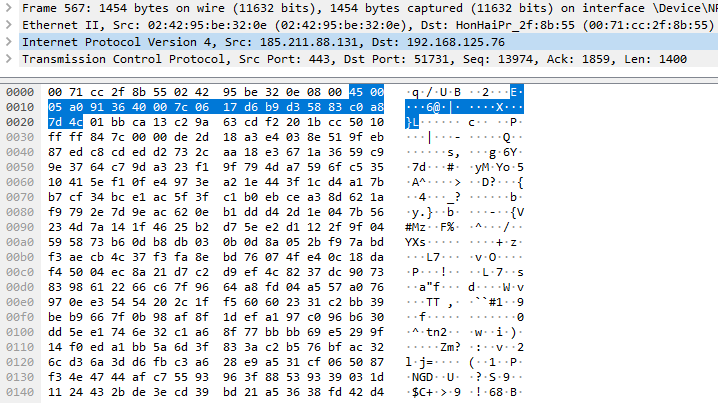 Frame 567: 1454 bytes on wire (11632 bits), 1454 bytes captured (11632 bits) on interface \Device\NP
Ethernet II, Src: 02:42:95:be:32:0e (02:42:95:be:32:0e), Dst: HonHaiPr_2f:8b:55 (00:71:cc:2f:8b:55)
Internet Protocol Version 4, Src: 185.211.88.131, Dst: 192.168.125.76
Transmission Control Protocol, Src Port: 443, Dst Port: 51731, Seq: 13974, Ack: 1859, Len: 1400
0000 00 71 cc 2f 8b 55 02 42 95 be 32 0e 08 00 45 00 ·q·/·U·B ··2···E·
0010 05 a0 91 36 40 00 7c 06 17 d6 b9 d3 58 83 c0 a8 ···6@·|· ····X···
0020 7d 4c 01 bb ca 13 c2 9a 63 cd f2 20 1b cc 50 10 }L······ c·· ··P·
0030 ff ff 84 7c 00 00 de 2d 18 a3 e4 03 8e 51 9f eb ···|···- ·····Q··
0040 87 ed c8 cd ed d2 73 2c aa 18 e3 67 1a 36 59 c9 ······s, ···g·6Y·
0050 9e 37 64 c7 9d a3 23 f1 9f 79 4d a7 59 6f c5 35 ·7d···#· ·yM·Yo·5
0060 10 41 5e f1 0f e4 97 3e a2 1e 44 3f 1c d4 a1 7b ·A^····> ··D?···{
0070 b7 cf 34 bc e1 ac 5f 3f c1 b0 eb ce a3 8d 62 1a ··4···_? ······b·
0080 f9 79 2e 7d 9e ac 62 0e b1 dd d4 2d 1e 04 7b 56 ·y.}··b· ···-··{V
0090 23 4d 7a 14 1f 46 25 b2 d7 5e e2 d1 12 2f 9f 04 #Mz··F%· ·^···/··
00a0 59 58 73 b6 0d b8 db 03 0b 0d 8a 05 2b f9 7a bd YXs····· ····+·z·
00b0 f3 ae cb 4c 37 f3 fa 8e bd 76 07 4f e4 0c 18 da ···L7··· ·v·O····
00c0 f4 50 04 ec 8a 21 d7 c2 d9 ef 4c 82 37 dc 90 73 ·P···!·· ··L·7··s
00d0 83 98 61 22 66 c6 7f 96 64 a8 fd 04 a5 57 a0 76 ··a"f··· d····W·v
00e0 97 0e e3 54 54 20 2c 1f f5 60 60 23 31 c2 bb 39 ···TT ,· ·``#1··9
00f0 be b9 66 7f 0b 98 af 8f 1d ef a1 97 c0 96 b6 30 ··f····· ·······0
0100 dd 5e e1 74 6e 32 c1 a6 8f 77 bb bb 69 e5 29 9f ·^·tn2·· ·w··i·)·
0110 14 f0 ed a1 bb 5a 6d 3f 83 3a c2 b5 76 bf ac 32 ·····Zm? ·:··v··2
0120 6c d3 6a 3d d6 fb c3 a6 28 e9 a5 31 cf 06 50 87 l·j=···· (··1··P·
0130 f3 4e 47 44 af c7 55 93 96 3f 88 53 93 39 03 1d ·NGD··U· ·?·S·9··
0140 11 24 43 2b de 3e cd 39 bd 21 a5 36 38 fd 42 d4 ·$C+·>·9 ·!·68·B·